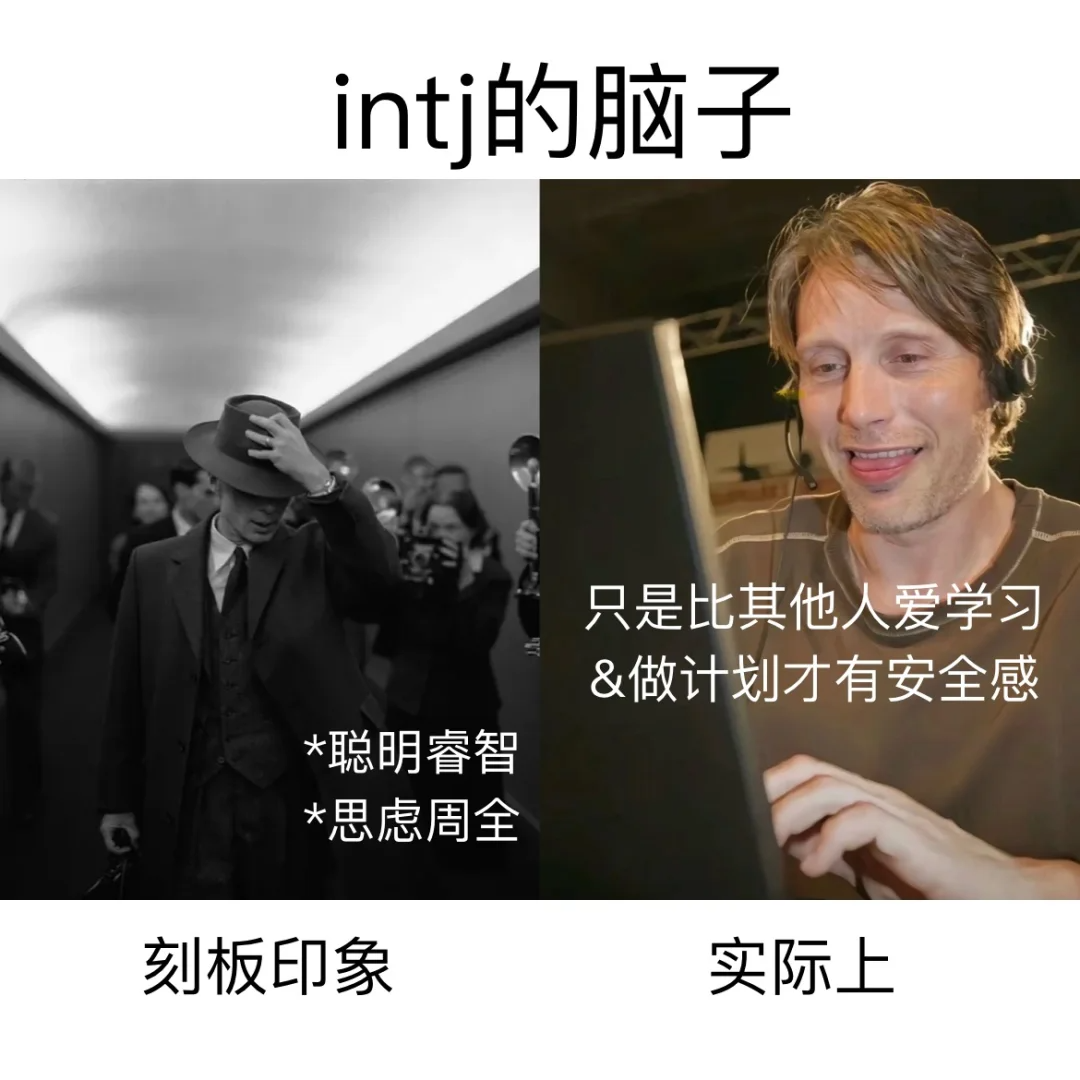 intj的脑子
*聪明睿智
*思虑周全
只是比其他人爱学习
&做计划才有安全感
刻板印象
实际上